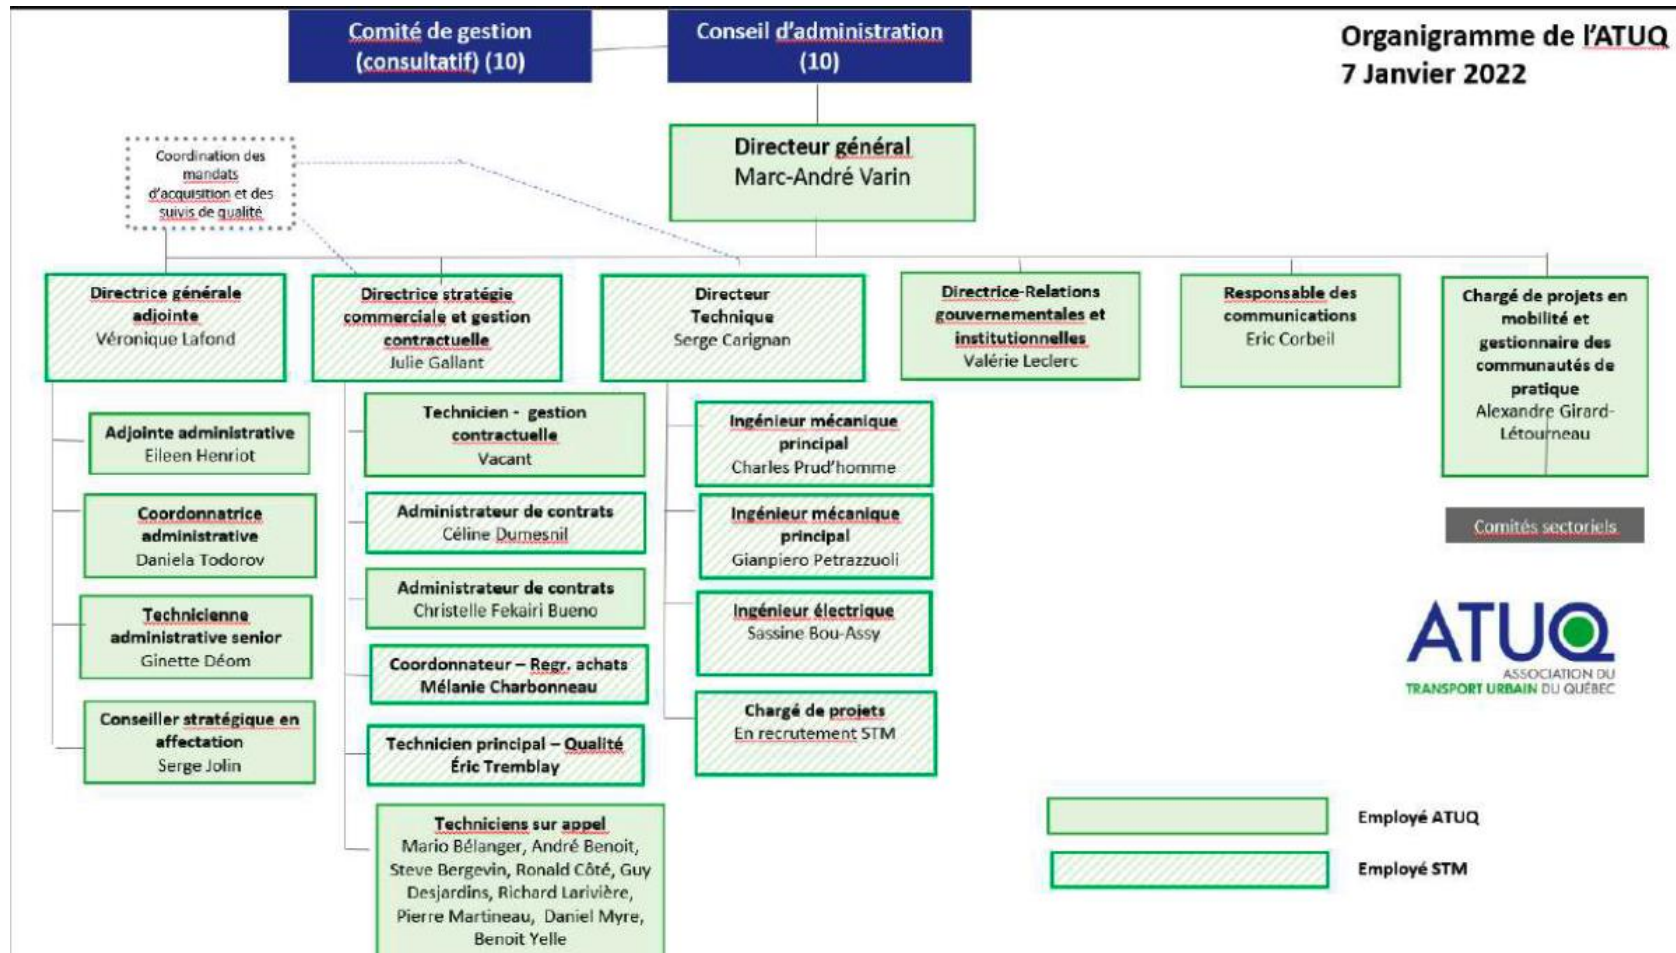 Comité de gestion
(consultatif) (10)
Conseil d'administration
(10)
Organigramme de l'ATUQ
7 Janvier 2022
Directeur général
Marc-André Varin
Coordination des
mandats
d'acquisition et des
suivis de qualité
Directrice générale
adjointe
Véronique Lafond
Directrice stratégie
commerciale et gestion
contractuelle
Julie Gallant
Directeur
Technique
Serge Carignan
Directrice-Relations
gouvernementales et
institutionnelles
Valérie Leclerc
Responsable des
communications
Eric Corbeil
Chargé de projets en
mobilité et
gestionnaire des
communautés de
pratique
Alexandre Girard-
Létourneau
Adjointe administrative
Eileen Henriot
Coordonnatrice
administrative
Daniela Todorov
Technicienne
administrative senior
Ginette Déom
Conseiller stratégique en
affectation
Serge Jolin
Technicien - gestion
contractuelle
Vacant
Administrateur de contrats
Céline Dumesnil
Administrateur de contrats
Christelle Fekairi Bueno
Coordonnateur – Regr. achats
Mélanie Charbonneau
Technicien principal – Qualité
Éric Tremblay
Techniciens sur appel
Mario Bélanger, André Benoit,
Steve Bergevin, Ronald Côté, Guy
Desjardins, Richard Larivière,
Pierre Martineau, Daniel Myre,
Benoit Yelle
Ingénieur mécanique
principal
Charles Prud'homme
Ingénieur mécanique
principal
Gianpiero Petrazzuoli
Ingénieur électrique
Sassine Bou-Assy
Chargé de projets
En recrutement STM
Comités sectoriels
ATUQ
ASSOCIATION DU
TRANSPORT URBAIN DU QUÉBEC
Employé ATUQ
Employé STM